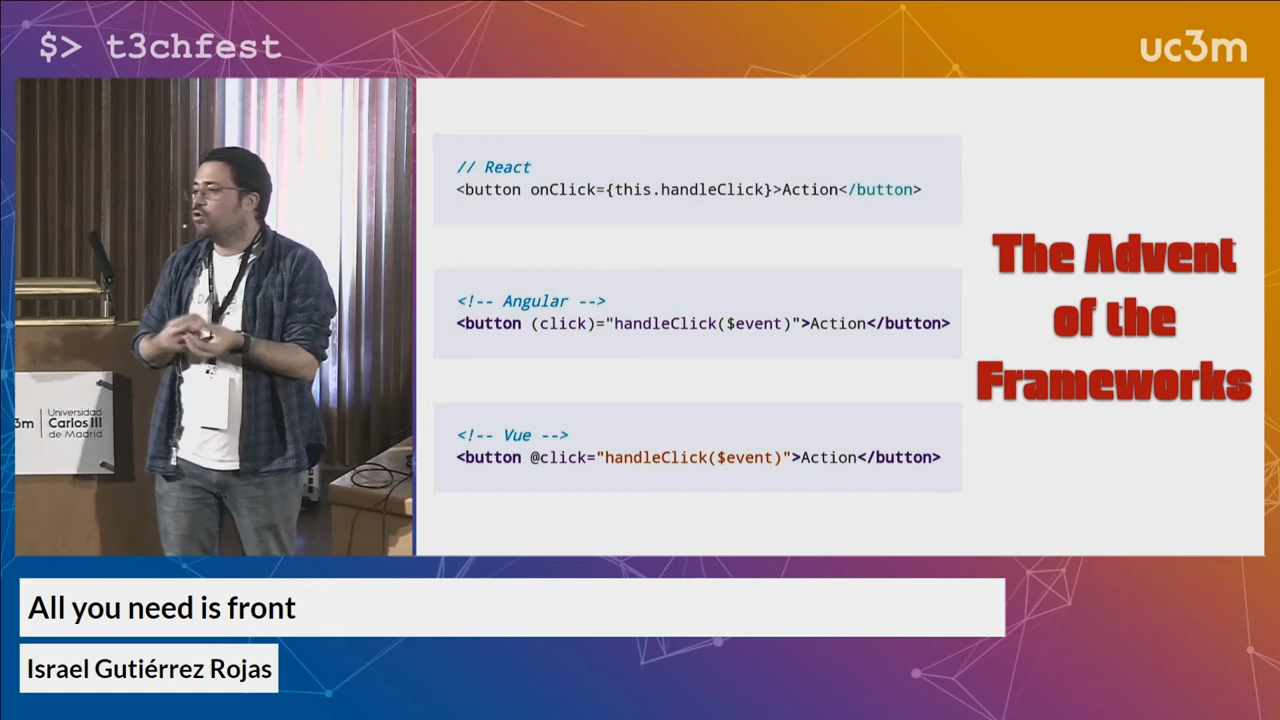 $> t3chfest
uc3m
// React
<button onClick={this.handleClick}>Action</button>
<!-- Angular -->
<button (click)="handleClick($event)">Action</button>
<!-- Vue -->
<button @click="handleClick($event)">Action</button>
The Advent
of the
Frameworks
3m
Universidad
Carlos III
de Madrid
All you need is front
Israel Gutiérrez Rojas